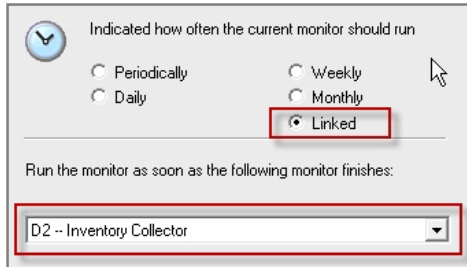 Indicated how often the current monitor should run
Periodically
Weekly
Daily
Monthly
Linked
Run the monitor as soon as the following monitor finishes:
D2 -- Inventory Collector